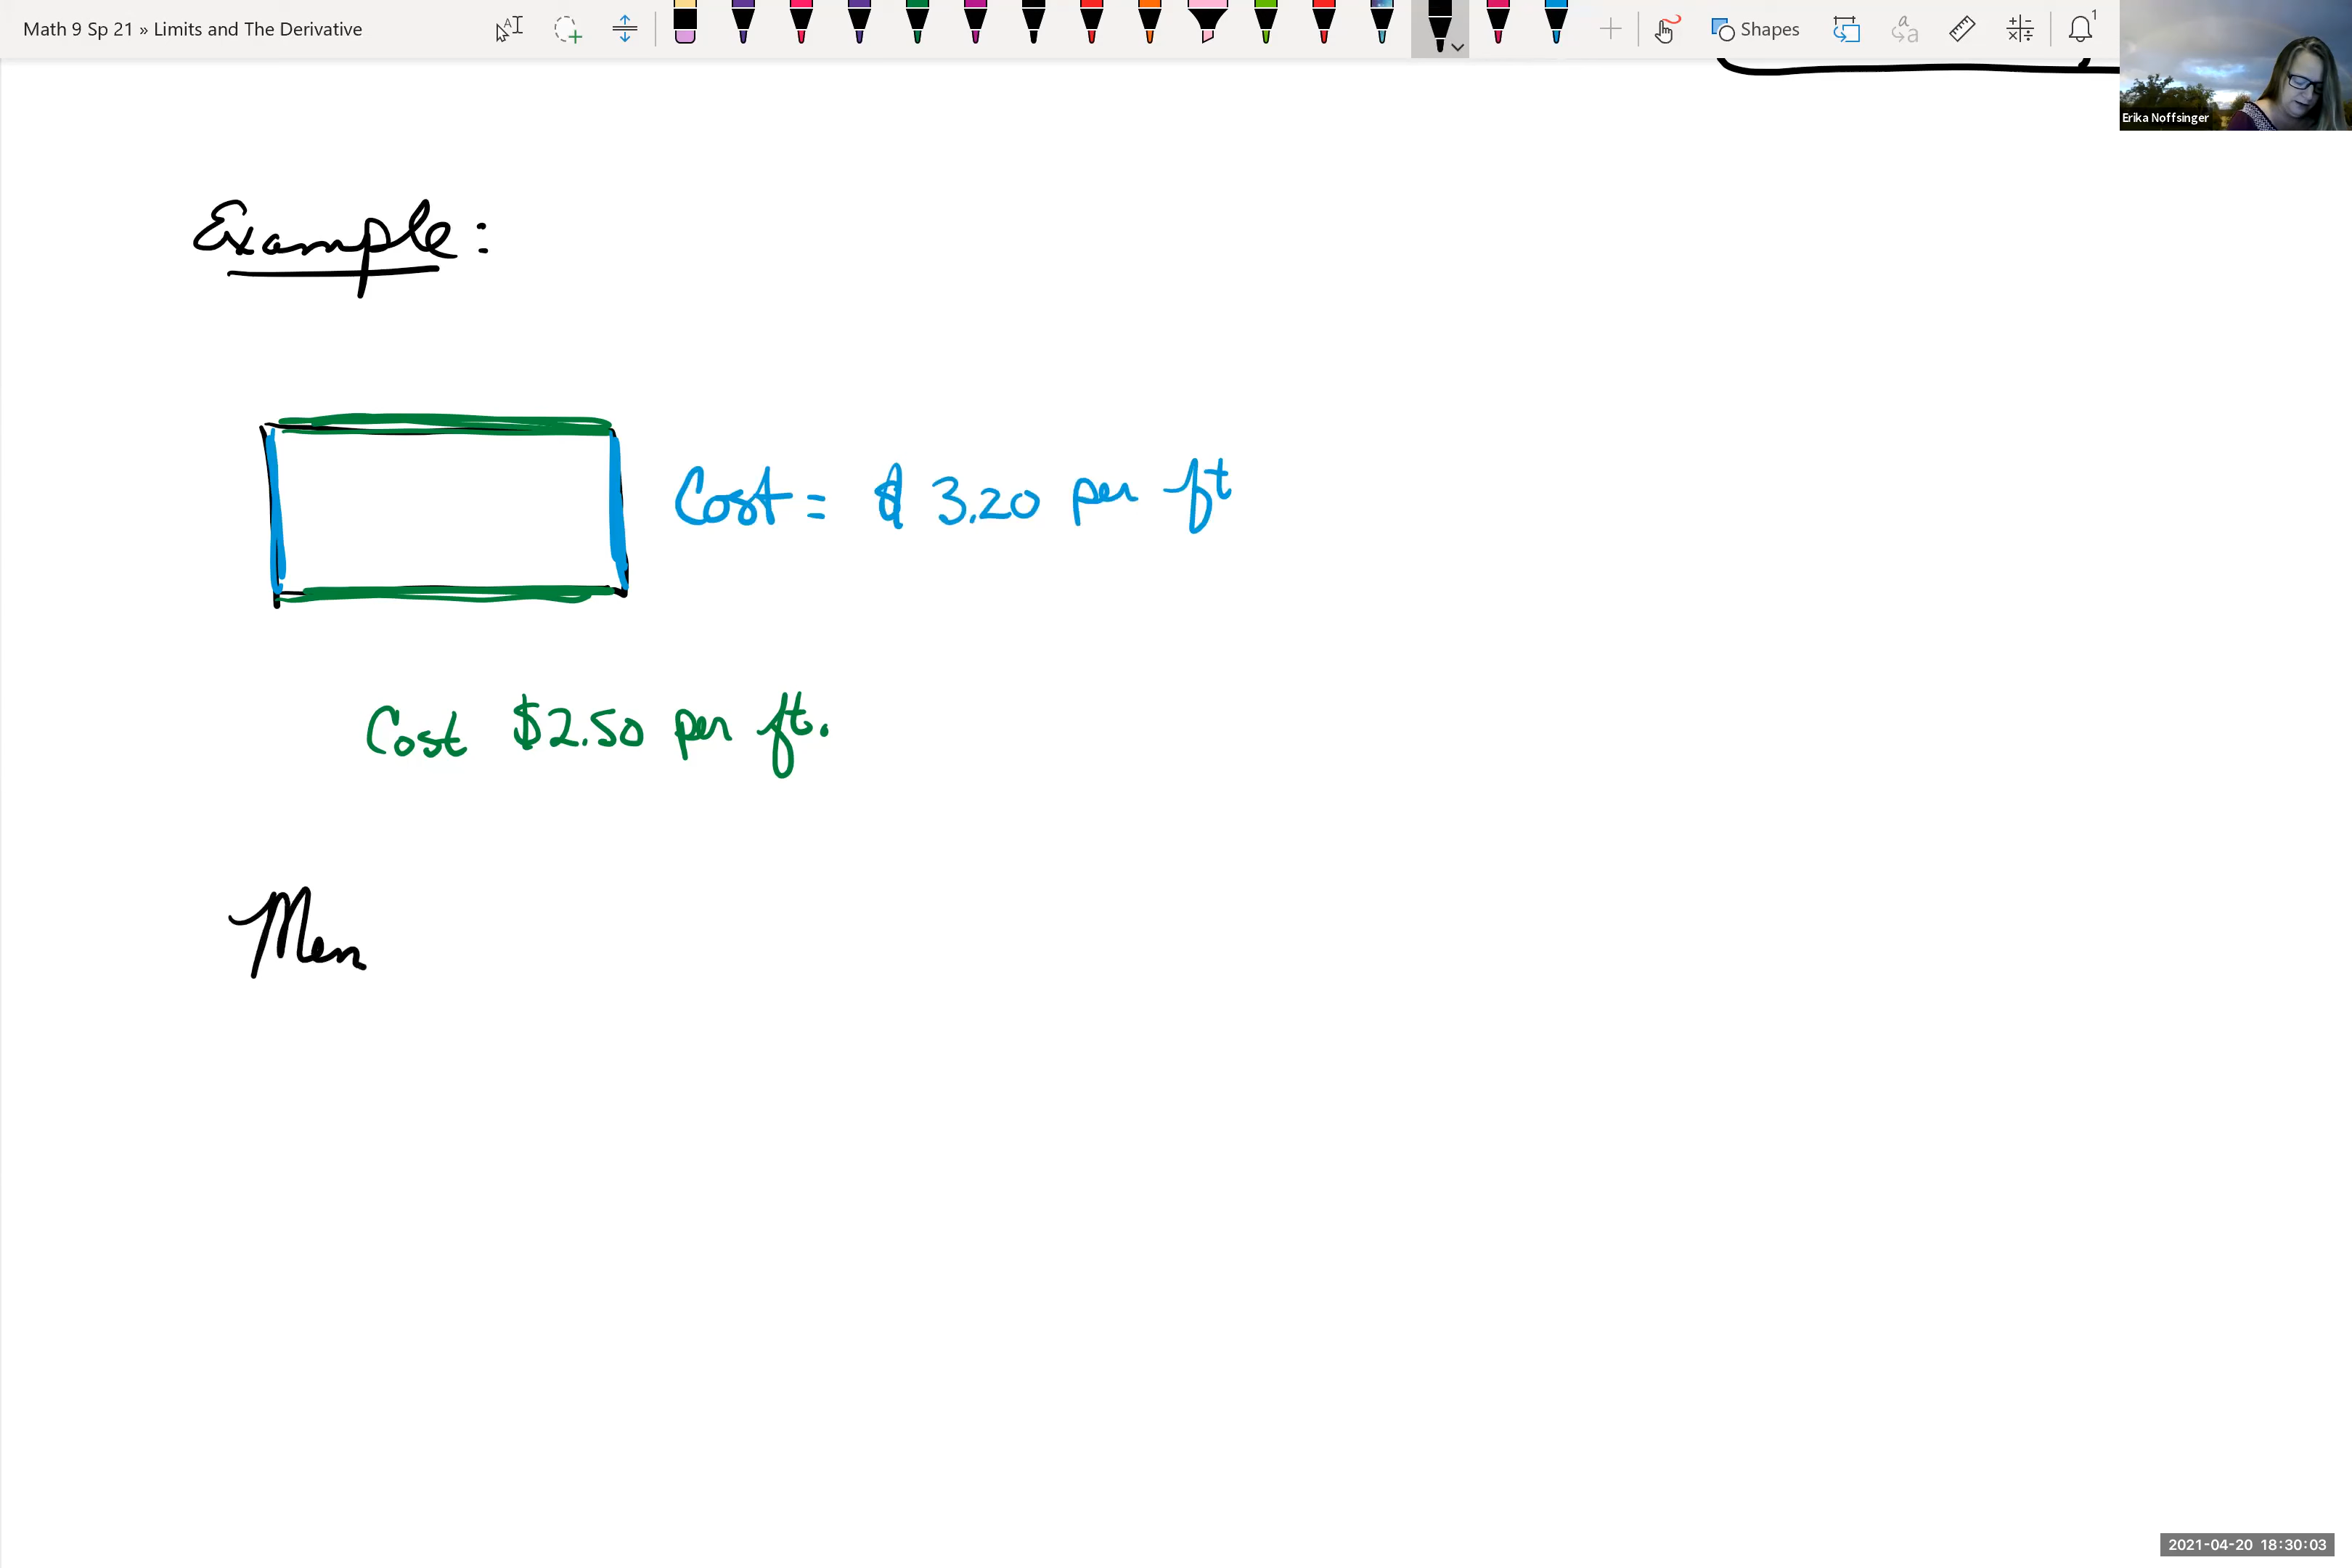 Math 9 Sp 21 » Limits and The Derivative
Shapes
1
Erika Noffsinger
Example:
Cost = $ 3.20 per ft
Cost $2.50 per ft.
Men
2021-04-20 18:30:03